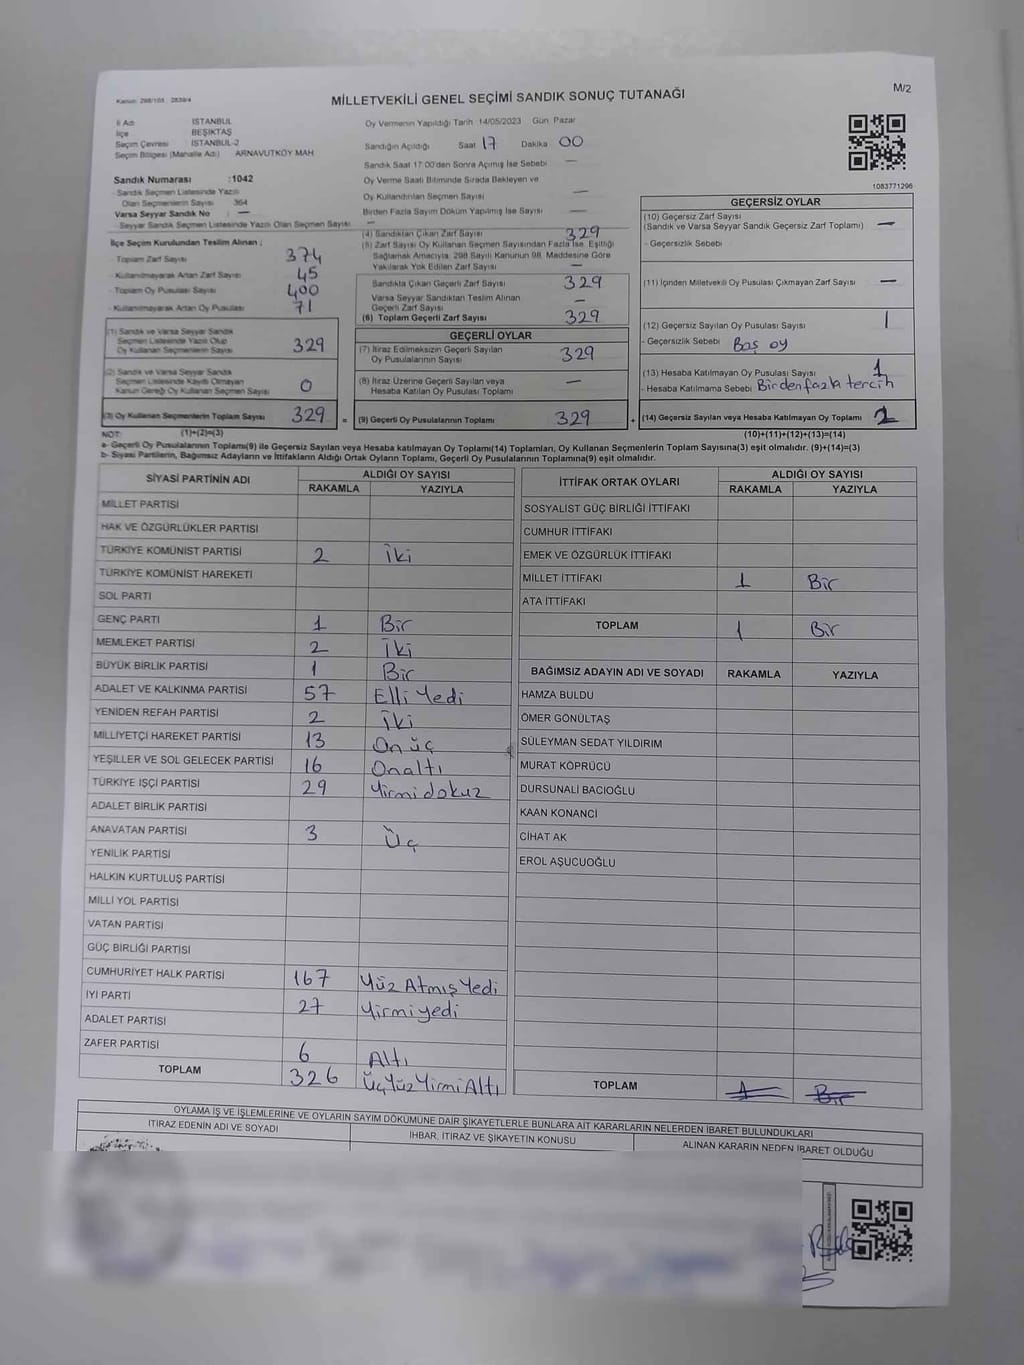 Kanun: 298/105 2839/4
MİLLETVEKİLİ GENEL SEÇİMİ SANDIK SONUÇ TUTANAĞI
M/2
İl Adı İSTANBUL
İlçe BEŞİKTAŞ
Seçim Çevresi İSTANBUL-2
Seçim Bölgesi (Mahalle Adı) ARNAVUTKÖY MAH
Sandık Numarası :1042
- Sandık Seçmen Listesinde Yazılı
Olan Seçmenlerin Sayısı 364
Varsa Seyyar Sandık No : —
- Seyyar Sandık Seçmen Listesinde Yazılı Olan Seçmen Sayısı —
İlçe Seçim Kurulundan Teslim Alınan ;
- Toplam Zarf Sayısı 374
- Kullanılmayarak Artan Zarf Sayısı 45
- Toplam Oy Pusulası Sayısı 400
- Kullanılmayarak Artan Oy Pusulası 71
(1) Sandık ve Varsa Seyyar Sandık
Seçmen Listesinde Yazılı Olup
Oy Kullanan Seçmenlerin Sayısı 329
(2) Sandık ve Varsa Seyyar Sandık
Seçmen Listesinde Kayıtlı Olmayan
Kanun Gereği Oy Kullanan Seçmen Sayısı 0
(3) Oy Kullanan Seçmenlerin Toplam Sayısı 329 =
Oy Vermenin Yapıldığı Tarih 14/05/2023 Gün Pazar
Sandığın Açıldığı Saat 17 Dakika 00
Sandık Saat 17:00'den Sonra Açılmış İse Sebebi —
Oy Verme Saati Bitiminde Sırada Bekleyen ve
Oy Kullandırılan Seçmen Sayısı —
Birden Fazla Sayım Döküm Yapılmış İse Sayısı —
(4) Sandıktan Çıkan Zarf Sayısı 329
(5) Zarf Sayısı Oy Kullanan Seçmen Sayısından Fazla İse, Eşitliği
Sağlamak Amacıyla, 298 Sayılı Kanunun 98. Maddesine Göre
Yakılarak Yok Edilen Zarf Sayısı —
Sandıkta Çıkan Geçerli Zarf Sayısı 329
Varsa Seyyar Sandıktan Teslim Alınan
Geçerli Zarf Sayısı —
(6) Toplam Geçerli Zarf Sayısı 329
GEÇERLİ OYLAR
(7) İtiraz Edilmeksizin Geçerli Sayılan
Oy Pusulalarının Sayısı 329
(8) İtiraz Üzerine Geçerli Sayılan veya
Hesaba Katılan Oy Pusulası Toplamı —
(9) Geçerli Oy Pusulalarının Toplamı 329 +
1083771296
GEÇERSİZ OYLAR
(10) Geçersiz Zarf Sayısı
(Sandık ve Varsa Seyyar Sandık Geçersiz Zarf Toplamı) —
- Geçersizlik Sebebi
(11) İçinden Milletvekili Oy Pusulası Çıkmayan Zarf Sayısı —
(12) Geçersiz Sayılan Oy Pusulası Sayısı 1
- Geçersizlik Sebebi Boş oy
(13) Hesaba Katılmayan Oy Pusulası Sayısı 1
- Hesaba Katılmama Sebebi Birden fazla tercih
(14) Geçersiz Sayılan veya Hesaba Katılmayan Oy Toplamı 2
NOT: (1)+(2)=(3)
(10)+(11)+(12)+(13)=(14)
a- Geçerli Oy Pusulalarının Toplamı(9) ile Geçersiz Sayılan veya Hesaba katılmayan Oy Toplamı(14) Toplamları, Oy Kullanan Seçmenlerin Toplam Sayısına(3) eşit olmalıdır. (9)+(14)=(3)
b- Siyasi Partilerin, Bağımsız Adayların ve İttifakların Aldığı Ortak Oyların Toplamı, Geçerli Oy Pusulalarının Toplamına(9) eşit olmalıdır.
SİYASİ PARTİNİN ADI ALDIĞI OY SAYISI
RAKAMLA YAZIYLA
MİLLET PARTİSİ
HAK VE ÖZGÜRLÜKLER PARTİSİ
TÜRKİYE KOMÜNİST PARTİSİ 2 İki
TÜRKİYE KOMÜNİST HAREKETİ
SOL PARTİ
GENÇ PARTİ 1 Bir
MEMLEKET PARTİSİ 2 İki
BÜYÜK BİRLİK PARTİSİ 1 Bir
ADALET VE KALKINMA PARTİSİ 57 Elli Yedi
YENİDEN REFAH PARTİSİ 2 İki
MİLLİYETÇİ HAREKET PARTİSİ 13 On üç
YEŞİLLER VE SOL GELECEK PARTİSİ 16 Onaltı
TÜRKİYE İŞÇİ PARTİSİ 29 Yirmidokuz
ADALET BİRLİK PARTİSİ
ANAVATAN PARTİSİ 3 Üç
YENİLİK PARTİSİ
HALKIN KURTULUŞ PARTİSİ
MİLLİ YOL PARTİSİ
VATAN PARTİSİ
GÜÇ BİRLİĞİ PARTİSİ
CUMHURİYET HALK PARTİSİ 167 Yüz Atmış Yedi
İYİ PARTİ 27 Yirmiyedi
ADALET PARTİSİ
ZAFER PARTİSİ 6 Altı
TOPLAM 326 ÜçYüzYirmiAltı
İTTİFAK ORTAK OYLARI ALDIĞI OY SAYISI
RAKAMLA YAZIYLA
SOSYALİST GÜÇ BİRLİĞİ İTTİFAKI
CUMHUR İTTİFAKI
EMEK VE ÖZGÜRLÜK İTTİFAKI
MİLLET İTTİFAKI 1 Bir
ATA İTTİFAKI
TOPLAM 1 Bir
BAĞIMSIZ ADAYIN ADI VE SOYADI RAKAMLA YAZIYLA
HAMZA BULDU
ÖMER GÖNÜLTAŞ
SÜLEYMAN SEDAT YILDIRIM
MURAT KÖPRÜCÜ
DURSUNALİ BACIOĞLU
KAAN KONANCİ
CİHAT AK
EROL AŞUCUOĞLU
TOPLAM 1 Bir
OYLAMA İŞ VE İŞLEMLERİNE VE OYLARIN SAYIM DÖKÜMÜNE DAİR ŞİKAYETLERLE BUNLARA AİT KARARLARIN NELERDEN İBARET BULUNDUKLARI
İTİRAZ EDENİN ADI VE SOYADI İHBAR, İTİRAZ VE ŞİKAYETİN KONUSU ALINAN KARARIN NEDEN İBARET OLDUĞU